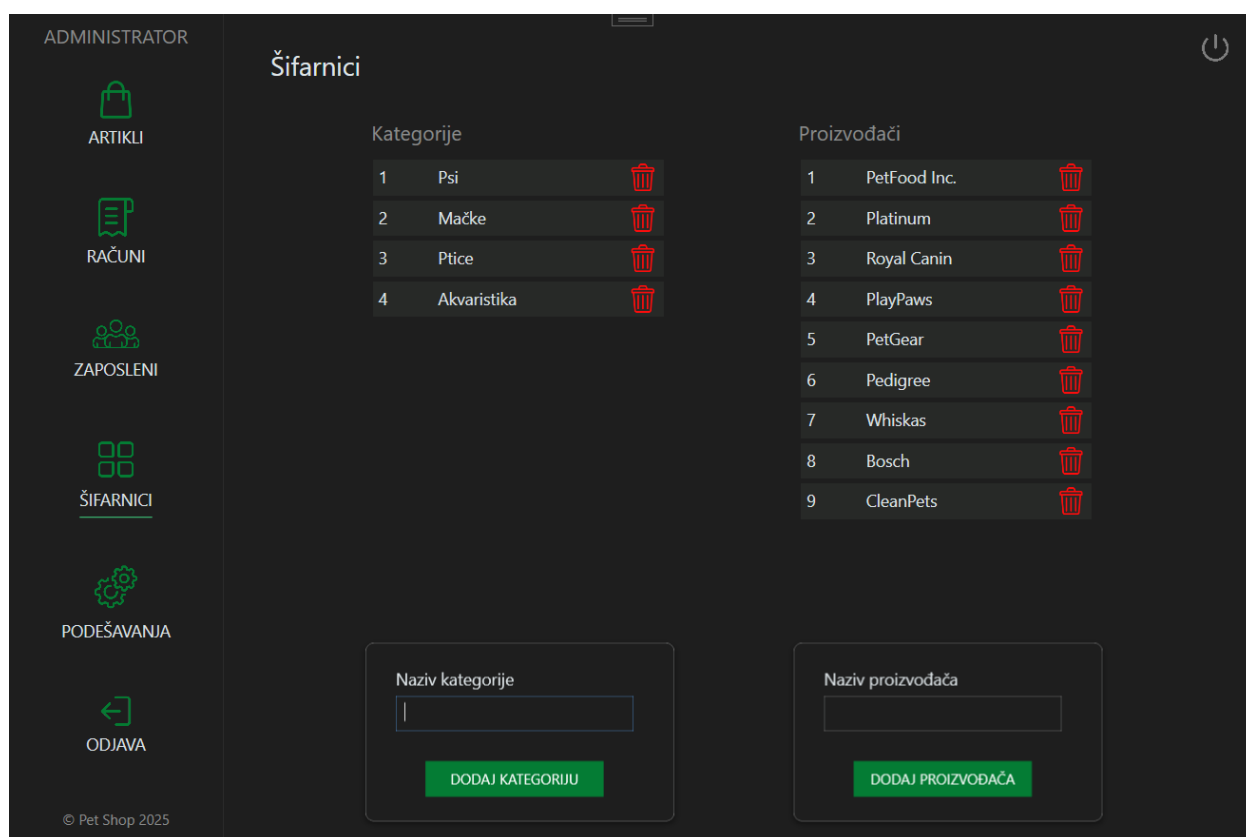 ADMINISTRATOR
ARTIKLI
RAČUNI
ZAPOSLENI
ŠIFARNICI
PODEŠAVANJA
ODJAVA
© Pet Shop 2025
Šifarnici
Kategorije
1 Psi
2 Mačke
3 Ptice
4 Akvaristika
Naziv kategorije
DODAJ KATEGORIJU
Proizvođači
1 PetFood Inc.
2 Platinum
3 Royal Canin
4 PlayPaws
5 PetGear
6 Pedigree
7 Whiskas
8 Bosch
9 CleanPets
Naziv proizvođača
DODAJ PROIZVOĐAČA